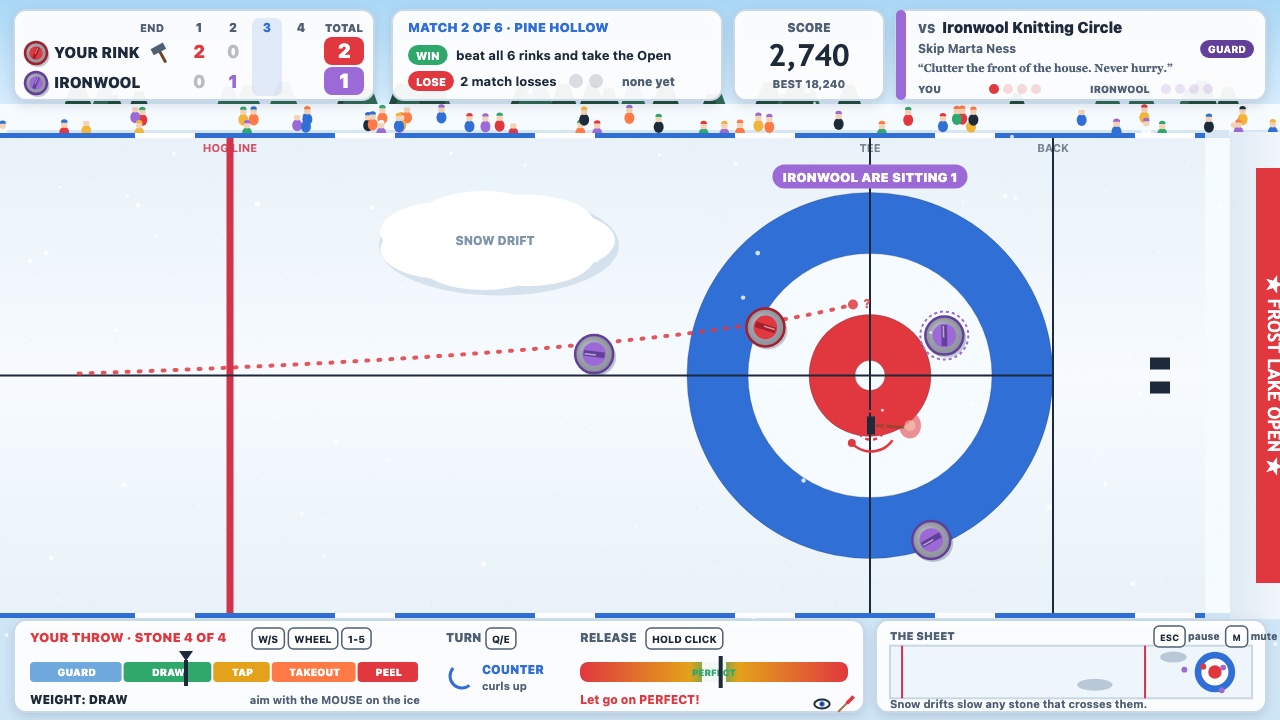 END 1 2 3 4 TOTAL
YOUR RINK 2 0 2
IRONWOOL 0 1 1
MATCH 2 OF 6 · PINE HOLLOW
WIN beat all 6 rinks and take the Open
LOSE 2 match losses none yet
SCORE
2,740
BEST 18,240
VS Ironwool Knitting Circle
Skip Marta Ness GUARD
“Clutter the front of the house. Never hurry.”
YOU IRONWOOL
HOG LINE
TEE
BACK
IRONWOOL ARE SITTING 1
SNOW DRIFT
?
★ FROST LAKE OPEN ★
YOUR THROW · STONE 4 OF 4 W/S WHEEL 1-5
GUARD DRAW TAP TAKEOUT PEEL
WEIGHT: DRAW aim with the MOUSE on the ice
TURN Q/E
COUNTER
curls up
RELEASE HOLD CLICK
PERFECT
Let go on PERFECT!
THE SHEET ESC pause M mute
Snow drifts slow any stone that crosses them.